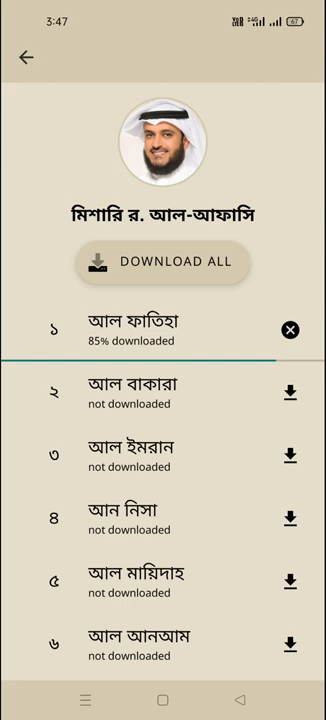 3:47
67
মিশারি র. আল-আফাসি
DOWNLOAD ALL
১ আল ফাতিহা
85% downloaded
২ আল বাকারা
not downloaded
৩ আল ইমরান
not downloaded
৪ আন নিসা
not downloaded
৫ আল মায়িদাহ
not downloaded
৬ আল আনআম
not downloaded